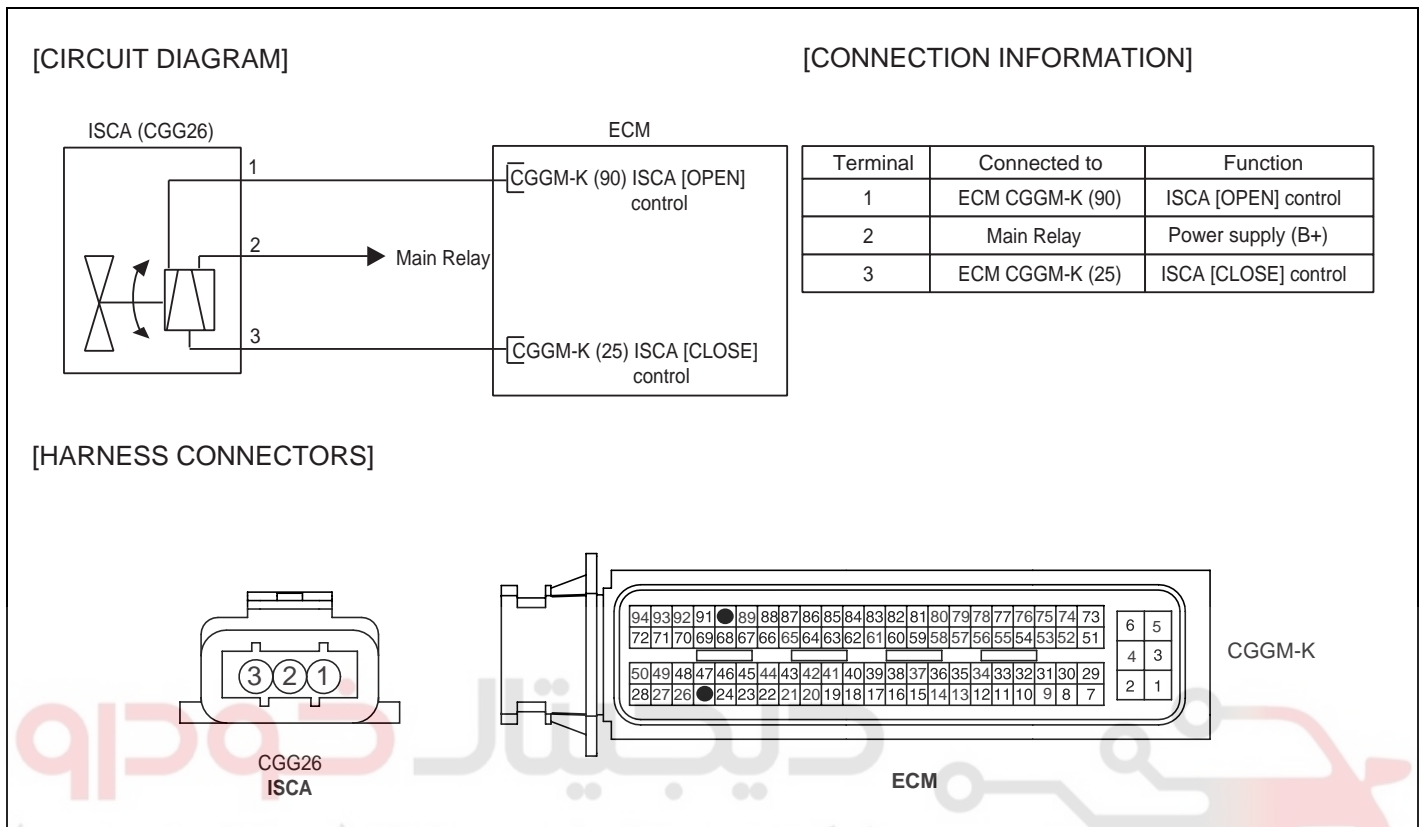 [CIRCUIT DIAGRAM]
[CONNECTION INFORMATION]
ISCA (CGG26)
ECM
1
CGGM-K (90) ISCA [OPEN]
control
2
Main Relay
3
CGGM-K (25) ISCA [CLOSE]
control
Terminal Connected to Function
1 ECM CGGM-K (90) ISCA [OPEN] control
2 Main Relay Power supply (B+)
3 ECM CGGM-K (25) ISCA [CLOSE] control
[HARNESS CONNECTORS]
3 2 1
CGG26
ISCA
94 93 92 91 89 88 87 86 85 84 83 82 81 80 79 78 77 76 75 74 73
72 71 70 69 68 67 66 65 64 63 62 61 60 59 58 57 56 55 54 53 52 51
50 49 48 47 46 45 44 43 42 41 40 39 38 37 36 35 34 33 32 31 30 29
28 27 26 24 23 22 21 20 19 18 17 16 15 14 13 12 11 10 9 8 7
6 5
4 3
2 1
CGGM-K
ECM
دیجیتال خودرو